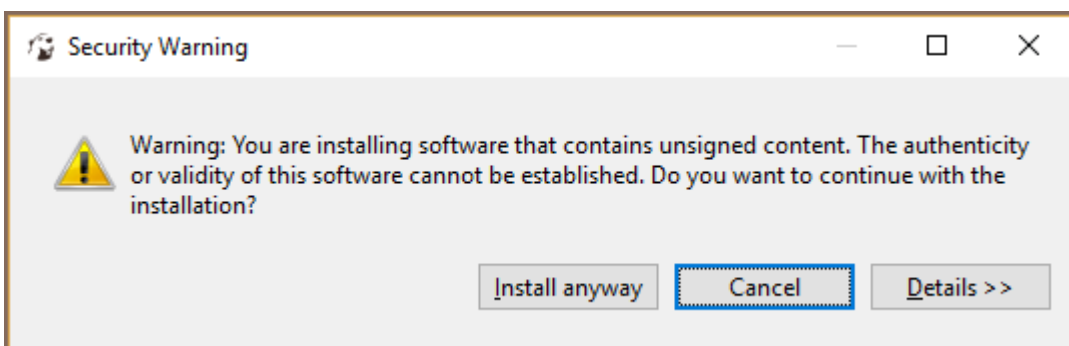 Security Warning
Warning: You are installing software that contains unsigned content. The authenticity
or validity of this software cannot be established. Do you want to continue with the
installation?
Install anyway
Cancel
Details >>